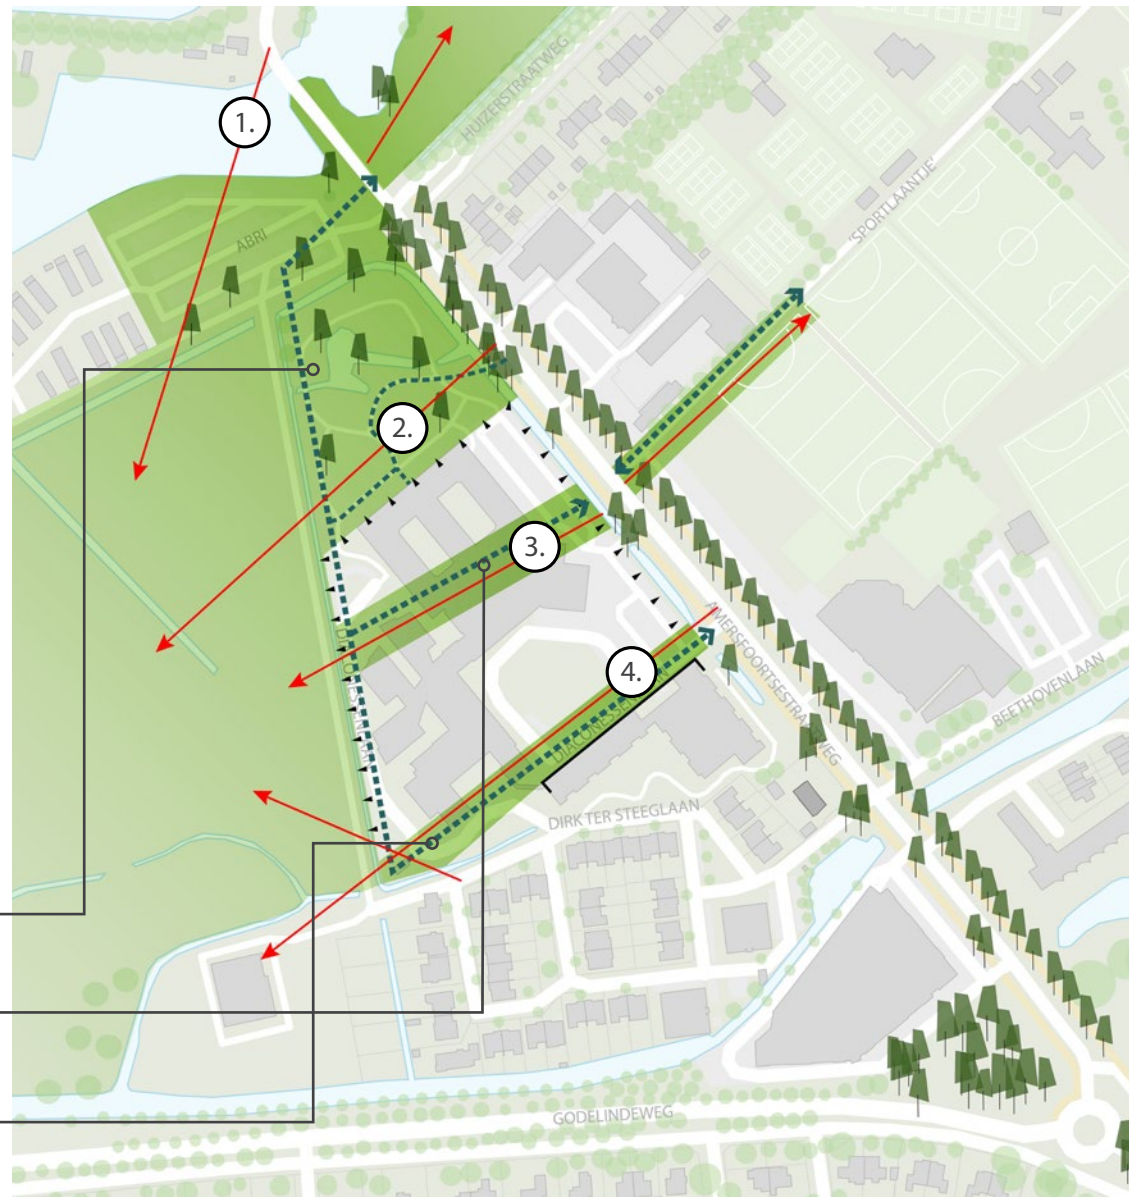 1.
HUIZERSTRAATWEG
'SPORTLAANTJE'
ABRI
2.
3.
4.
DIACONESSENLAAN
AMERSFOORTSESTRAATWEG
BEETHOVENLAAN
DIRK TER STEEGLAAN
GODELINDEWEG